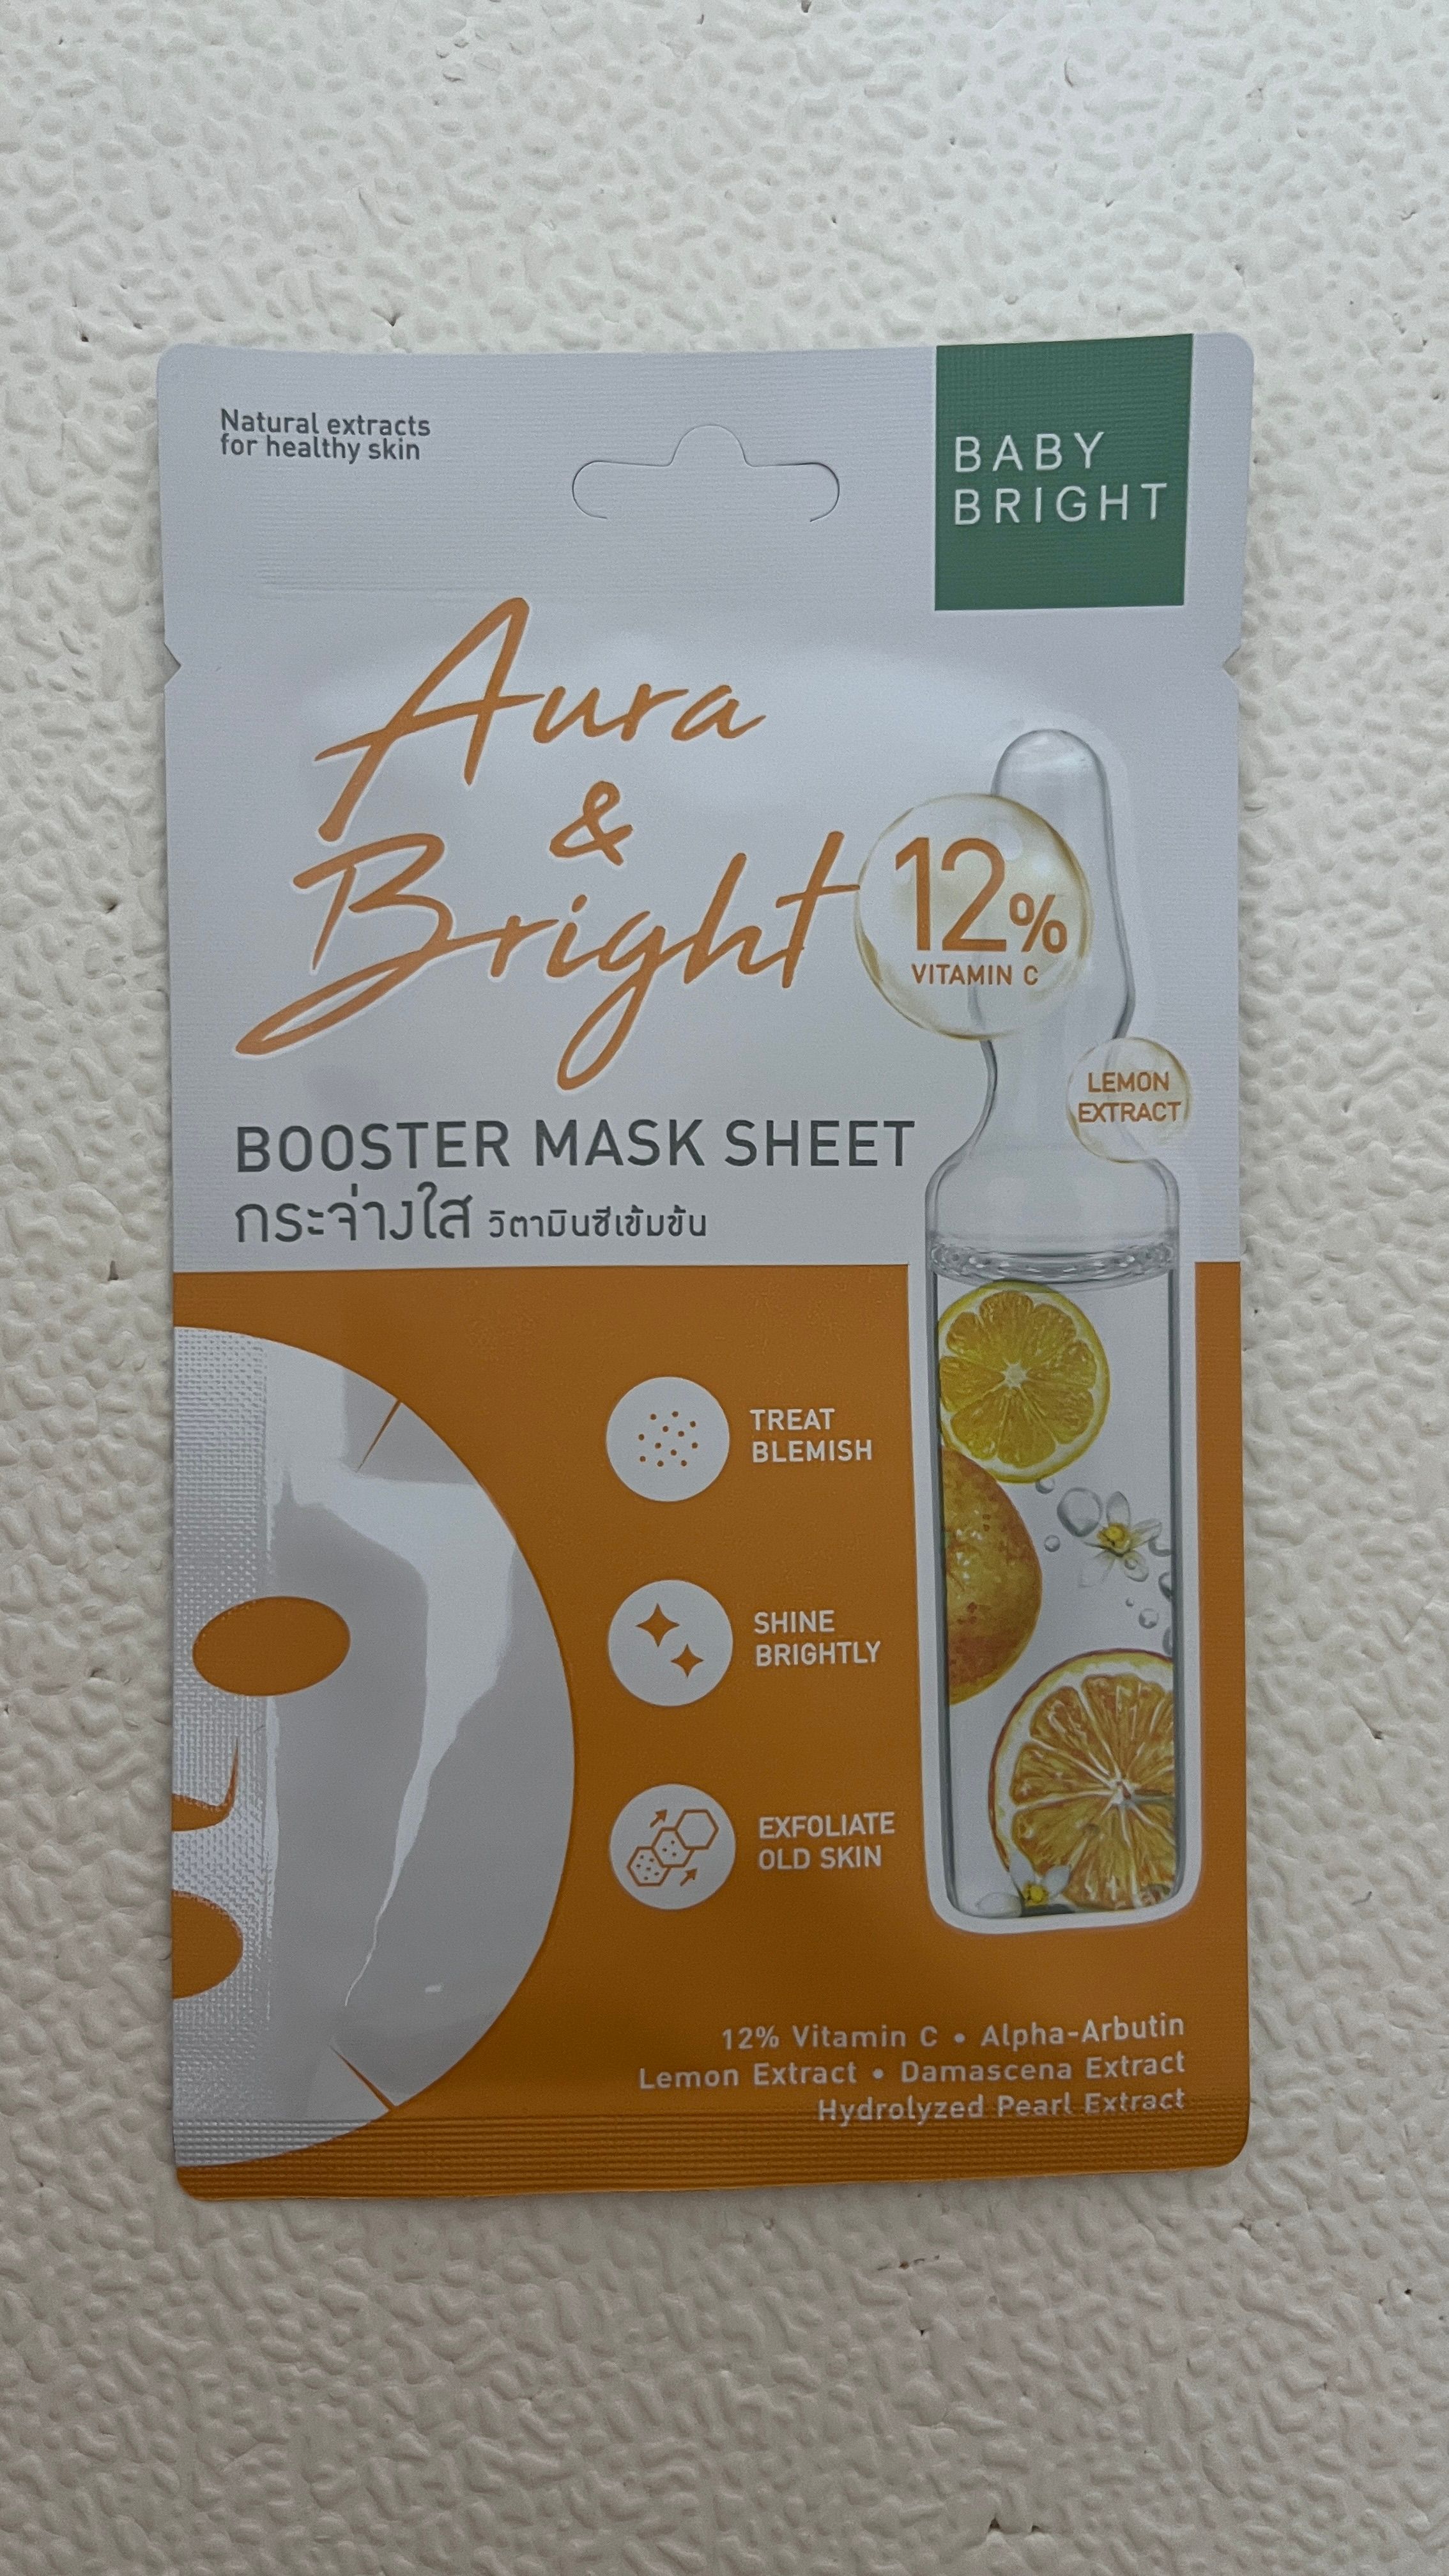 Natural extracts
for healthy skin
BABY
BRIGHT
Aura
&
Bright
12%
VITAMIN C
LEMON
EXTRACT
BOOSTER MASK SHEET
กระจ่างใส วิตามินซีเข้มข้น
TREAT
BLEMISH
SHINE
BRIGHTLY
EXFOLIATE
OLD SKIN
12% Vitamin C • Alpha-Arbutin
Lemon Extract • Damascena Extract
Hydrolyzed Pearl Extract